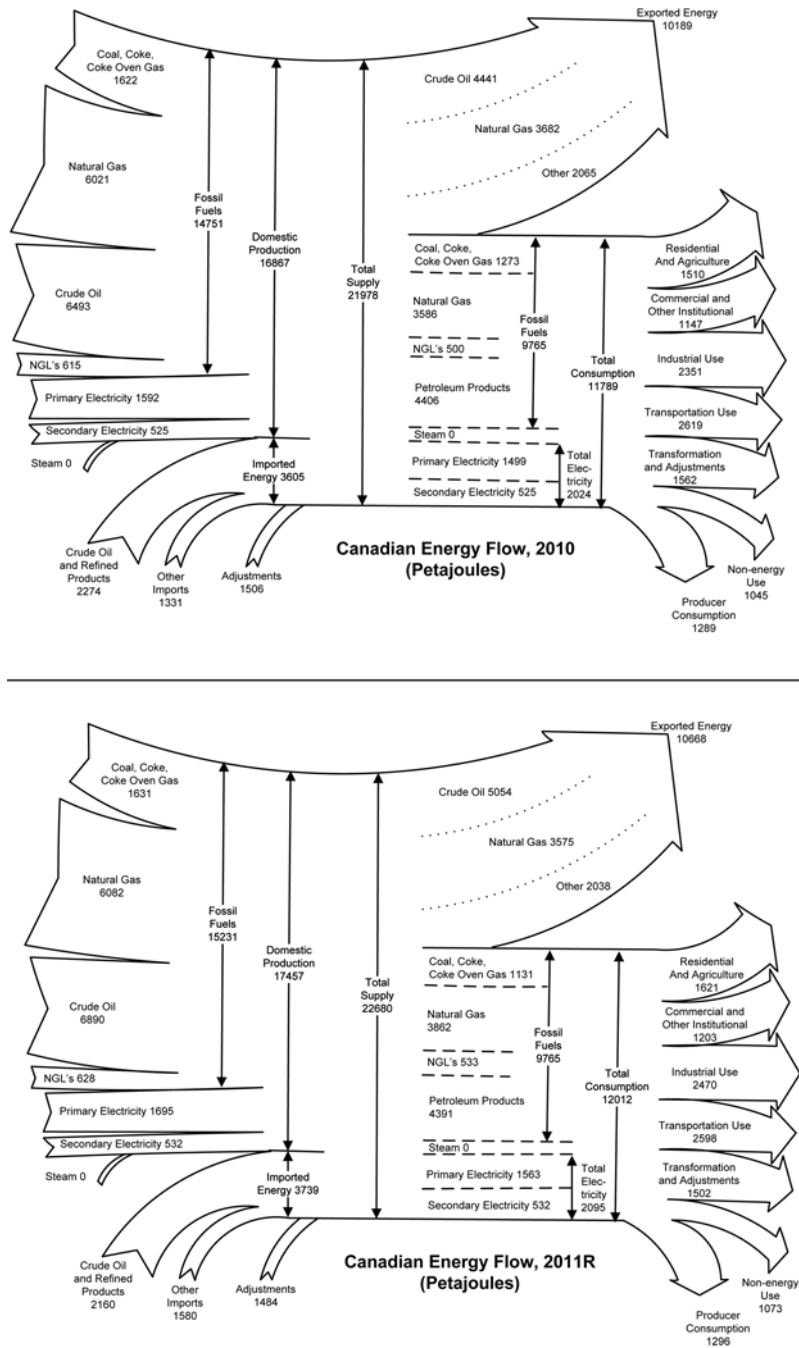 Exported Energy
10189
Coal, Coke,
Coke Oven Gas
1622
Crude Oil 4441
Natural Gas 3682
Natural Gas
6021
Other 2065
Fossil
Fuels
14751
Domestic
Production
16867
Total
Supply
21978
Coal, Coke,
Coke Oven Gas 1273
Residential
And Agriculture
1510
Crude Oil
6493
Natural Gas
3586
Fossil
Fuels
9765
Commercial and
Other Institutional
1147
NGL's 500
Total
Consumption
11789
NGL's 615
Industrial Use
2351
Primary Electricity 1592
Petroleum Products
4406
Transportation Use
2619
Secondary Electricity 525
Steam 0
Steam 0
Imported
Energy 3605
Primary Electricity 1499
Total
Elec-
tricity
2024
Transformation
and Adjustments
1562
Secondary Electricity 525
Crude Oil
and Refined
Products
2274
Other
Imports
1331
Adjustments
1506
Canadian Energy Flow, 2010
(Petajoules)
Non-energy
Use
1045
Producer
Consumption
1289
Exported Energy
10668
Coal, Coke,
Coke Oven Gas
1631
Crude Oil 5054
Natural Gas 3575
Natural Gas
6082
Other 2038
Fossil
Fuels
15231
Domestic
Production
17457
Total
Supply
22680
Coal, Coke,
Coke Oven Gas 1131
Residential
And Agriculture
1621
Crude Oil
6890
Natural Gas
3862
Fossil
Fuels
9765
Commercial and
Other Institutional
1203
NGL's 533
Total
Consumption
12012
NGL's 628
Industrial Use
2470
Primary Electricity 1695
Petroleum Products
4391
Transportation Use
2598
Secondary Electricity 532
Steam 0
Steam 0
Imported
Energy 3739
Primary Electricity 1563
Total
Elec-
tricity
2095
Transformation
and Adjustments
1502
Secondary Electricity 532
Crude Oil
and Refined
Products
2160
Other
Imports
1580
Adjustments
1484
Canadian Energy Flow, 2011R
(Petajoules)
Non-energy
Use
1073
Producer
Consumption
1296